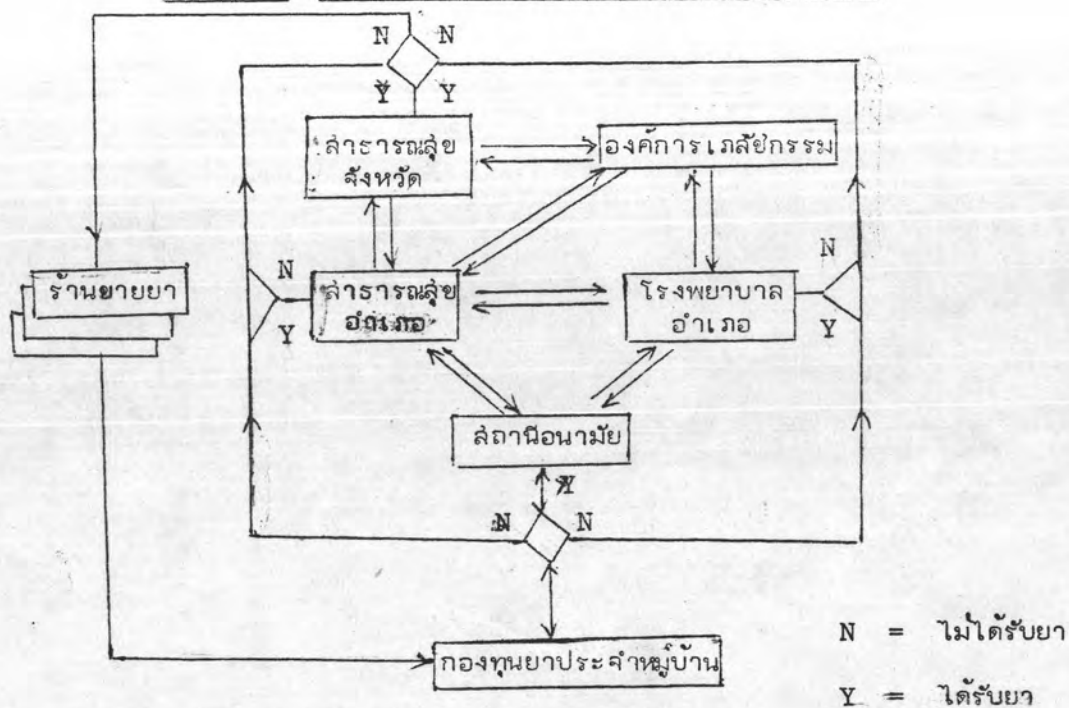 N N
Y Y
สาธารณสุข
จังหวัด
องค์การเภสัชกรรม
ร้านขายยา
N
สาธารณสุข
อำเภอ
Y
โรงพยาบาล
อำเภอ
N
Y
สถานีอนามัย
Y
N N
กองทุนยาประจำหมู่บ้าน
N = ไม่ได้รับยา
Y = ได้รับยา